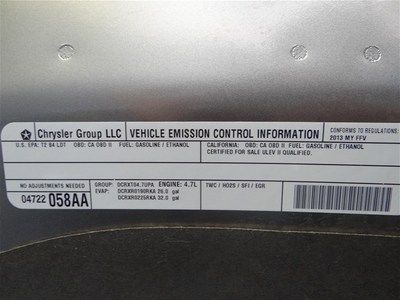 Chrysler Group LLC VEHICLE EMISSION CONTROL INFORMATION CONFORMS TO REGULATIONS:
2013 MY FFV
U.S. EPA: T2 B4 LDT OBD: CA OBD II FUEL: GASOLINE / ETHANOL CALIFORNIA: OBD: CA OBD II FUEL: GASOLINE / ETHANOL
CERTIFIED FOR SALE ULEV II QUALIFIED
NO ADJUSTMENTS NEEDED GROUP: DCRXT04.7UPA ENGINE: 4.7L TWC / HO2S / SFI / EGR
EVAP: DCRXR0190RKA 26.0 gal
04722 058AA DCRXR0225RKA 32.0 gal